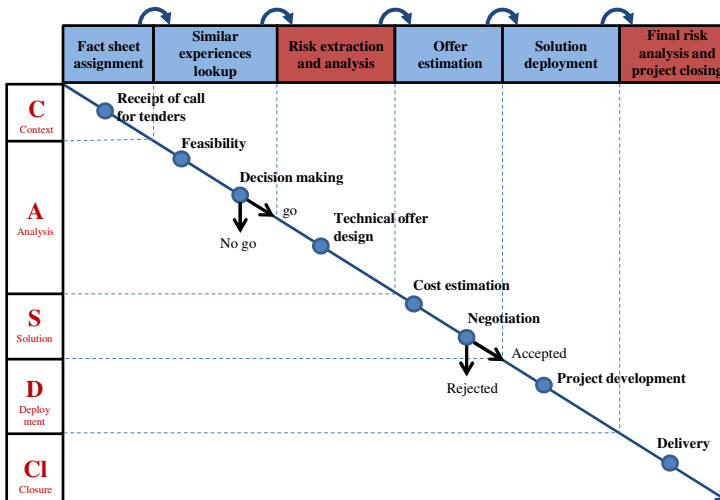 Fact sheet
assignment
Similar
experiences
lookup
Risk extraction
and analysis
Offer
estimation
Solution
deployment
Final risk
analysis and
project closing
C
Context
Receipt of call
for tenders
Feasibility
Decision making
go
No go
A
Analysis
Technical offer
design
Cost estimation
S
Solution
Negotiation
Accepted
Rejected
D
Deploy
ment
Project development
Delivery
Cl
Closure